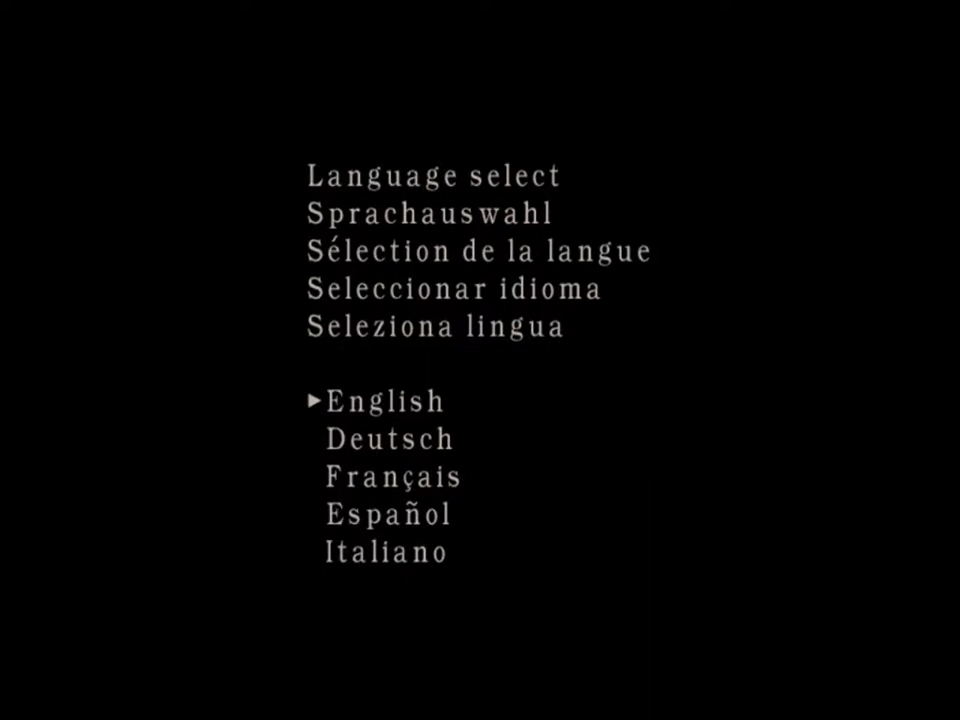 Language select
Sprachauswahl
Sélection de la langue
Seleccionar idioma
Seleziona lingua
►English
Deutsch
Français
Español
Italiano